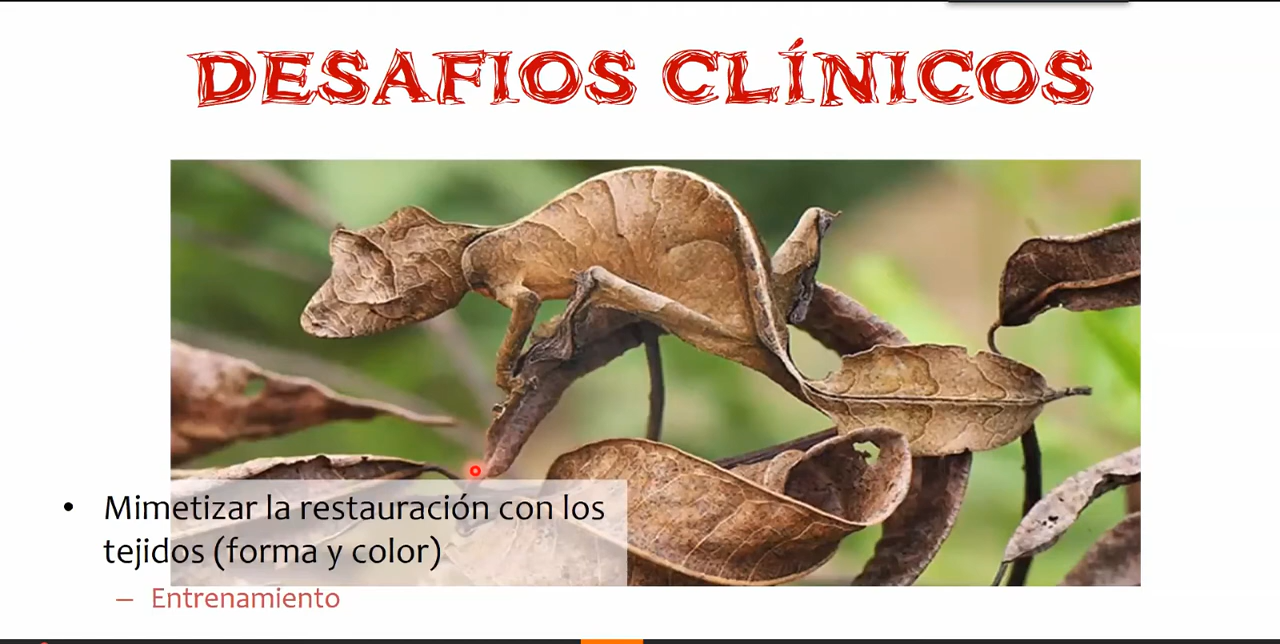 DESAFIOS CLÍNICOS
• Mimetizar la restauración con los
tejidos (forma y color)
– Entrenamiento